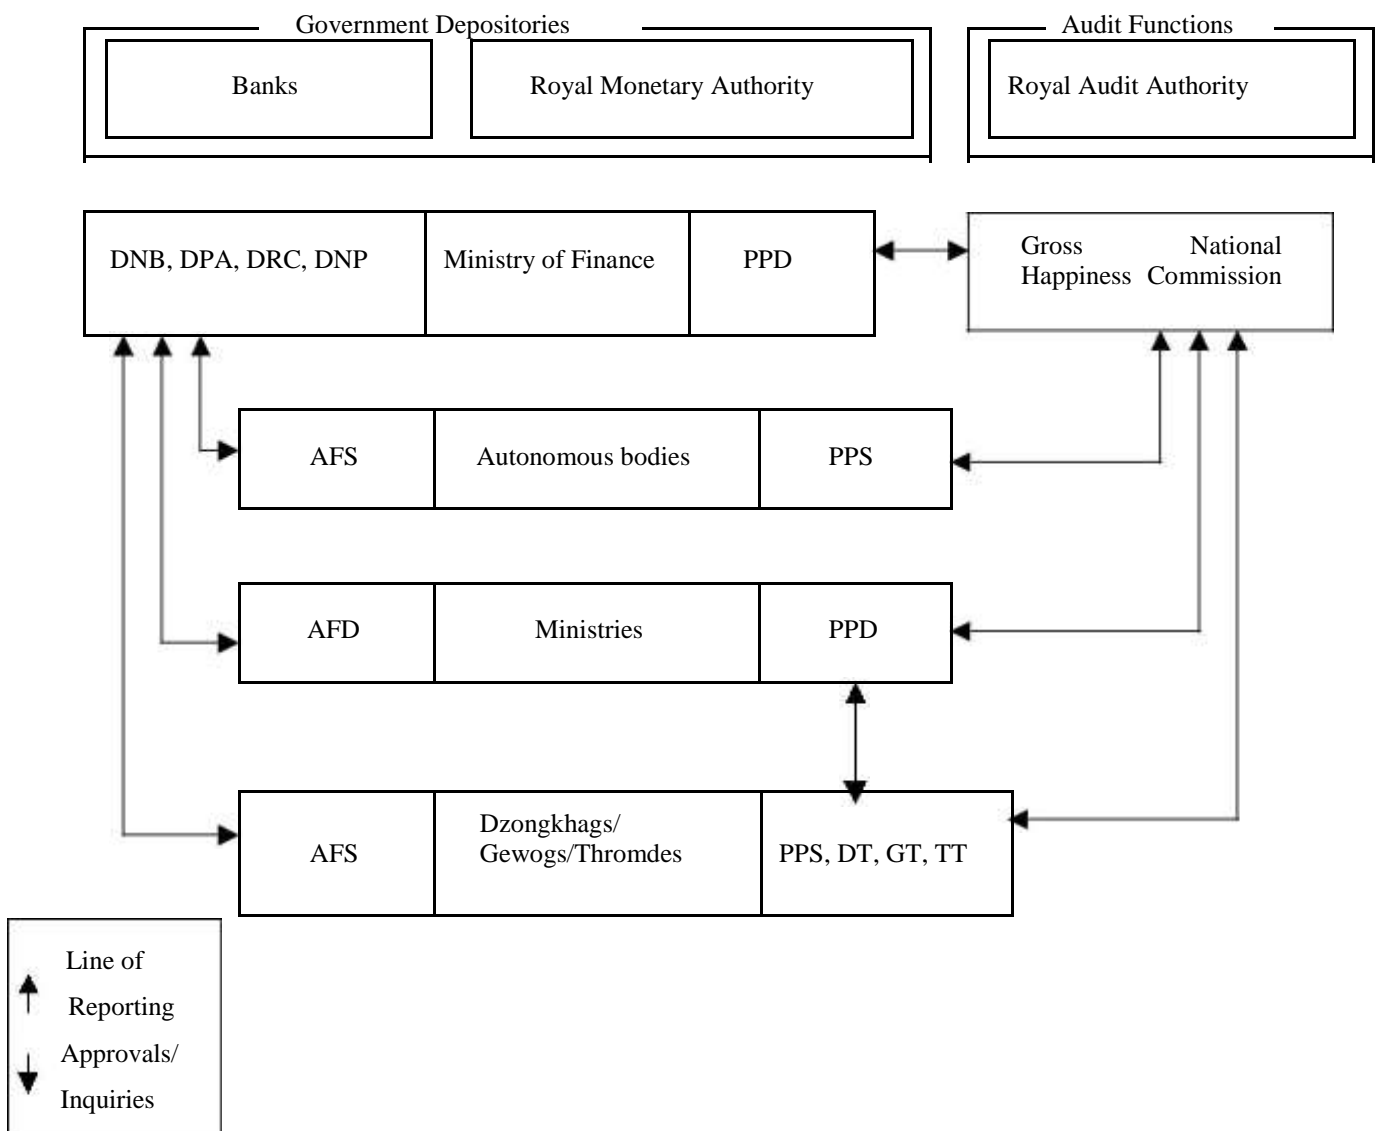 Government Depositories
Audit Functions
Banks
Royal Monetary Authority
Royal Audit Authority
DNB, DPA, DRC, DNP
Ministry of Finance
PPD
Gross National
Happiness Commission
AFS
Autonomous bodies
PPS
AFD
Ministries
PPD
AFS
Dzongkhags/
Gewogs/Thromdes
PPS, DT, GT, TT
Line of
Reporting
Approvals/
Inquiries